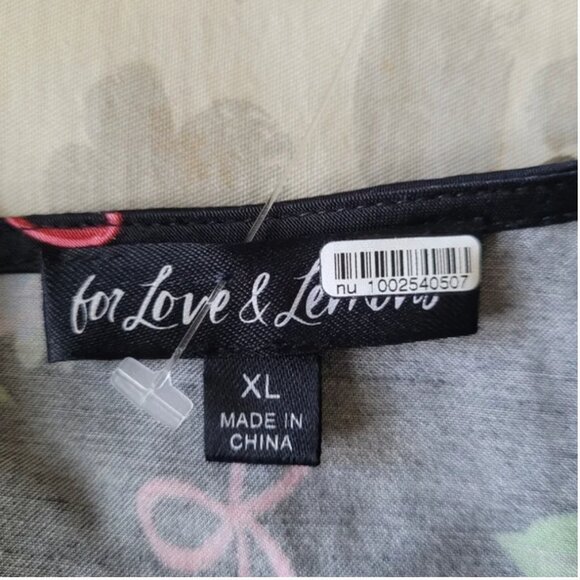 for Love & Lemons
nu 1002540507
XL
MADE IN
CHINA